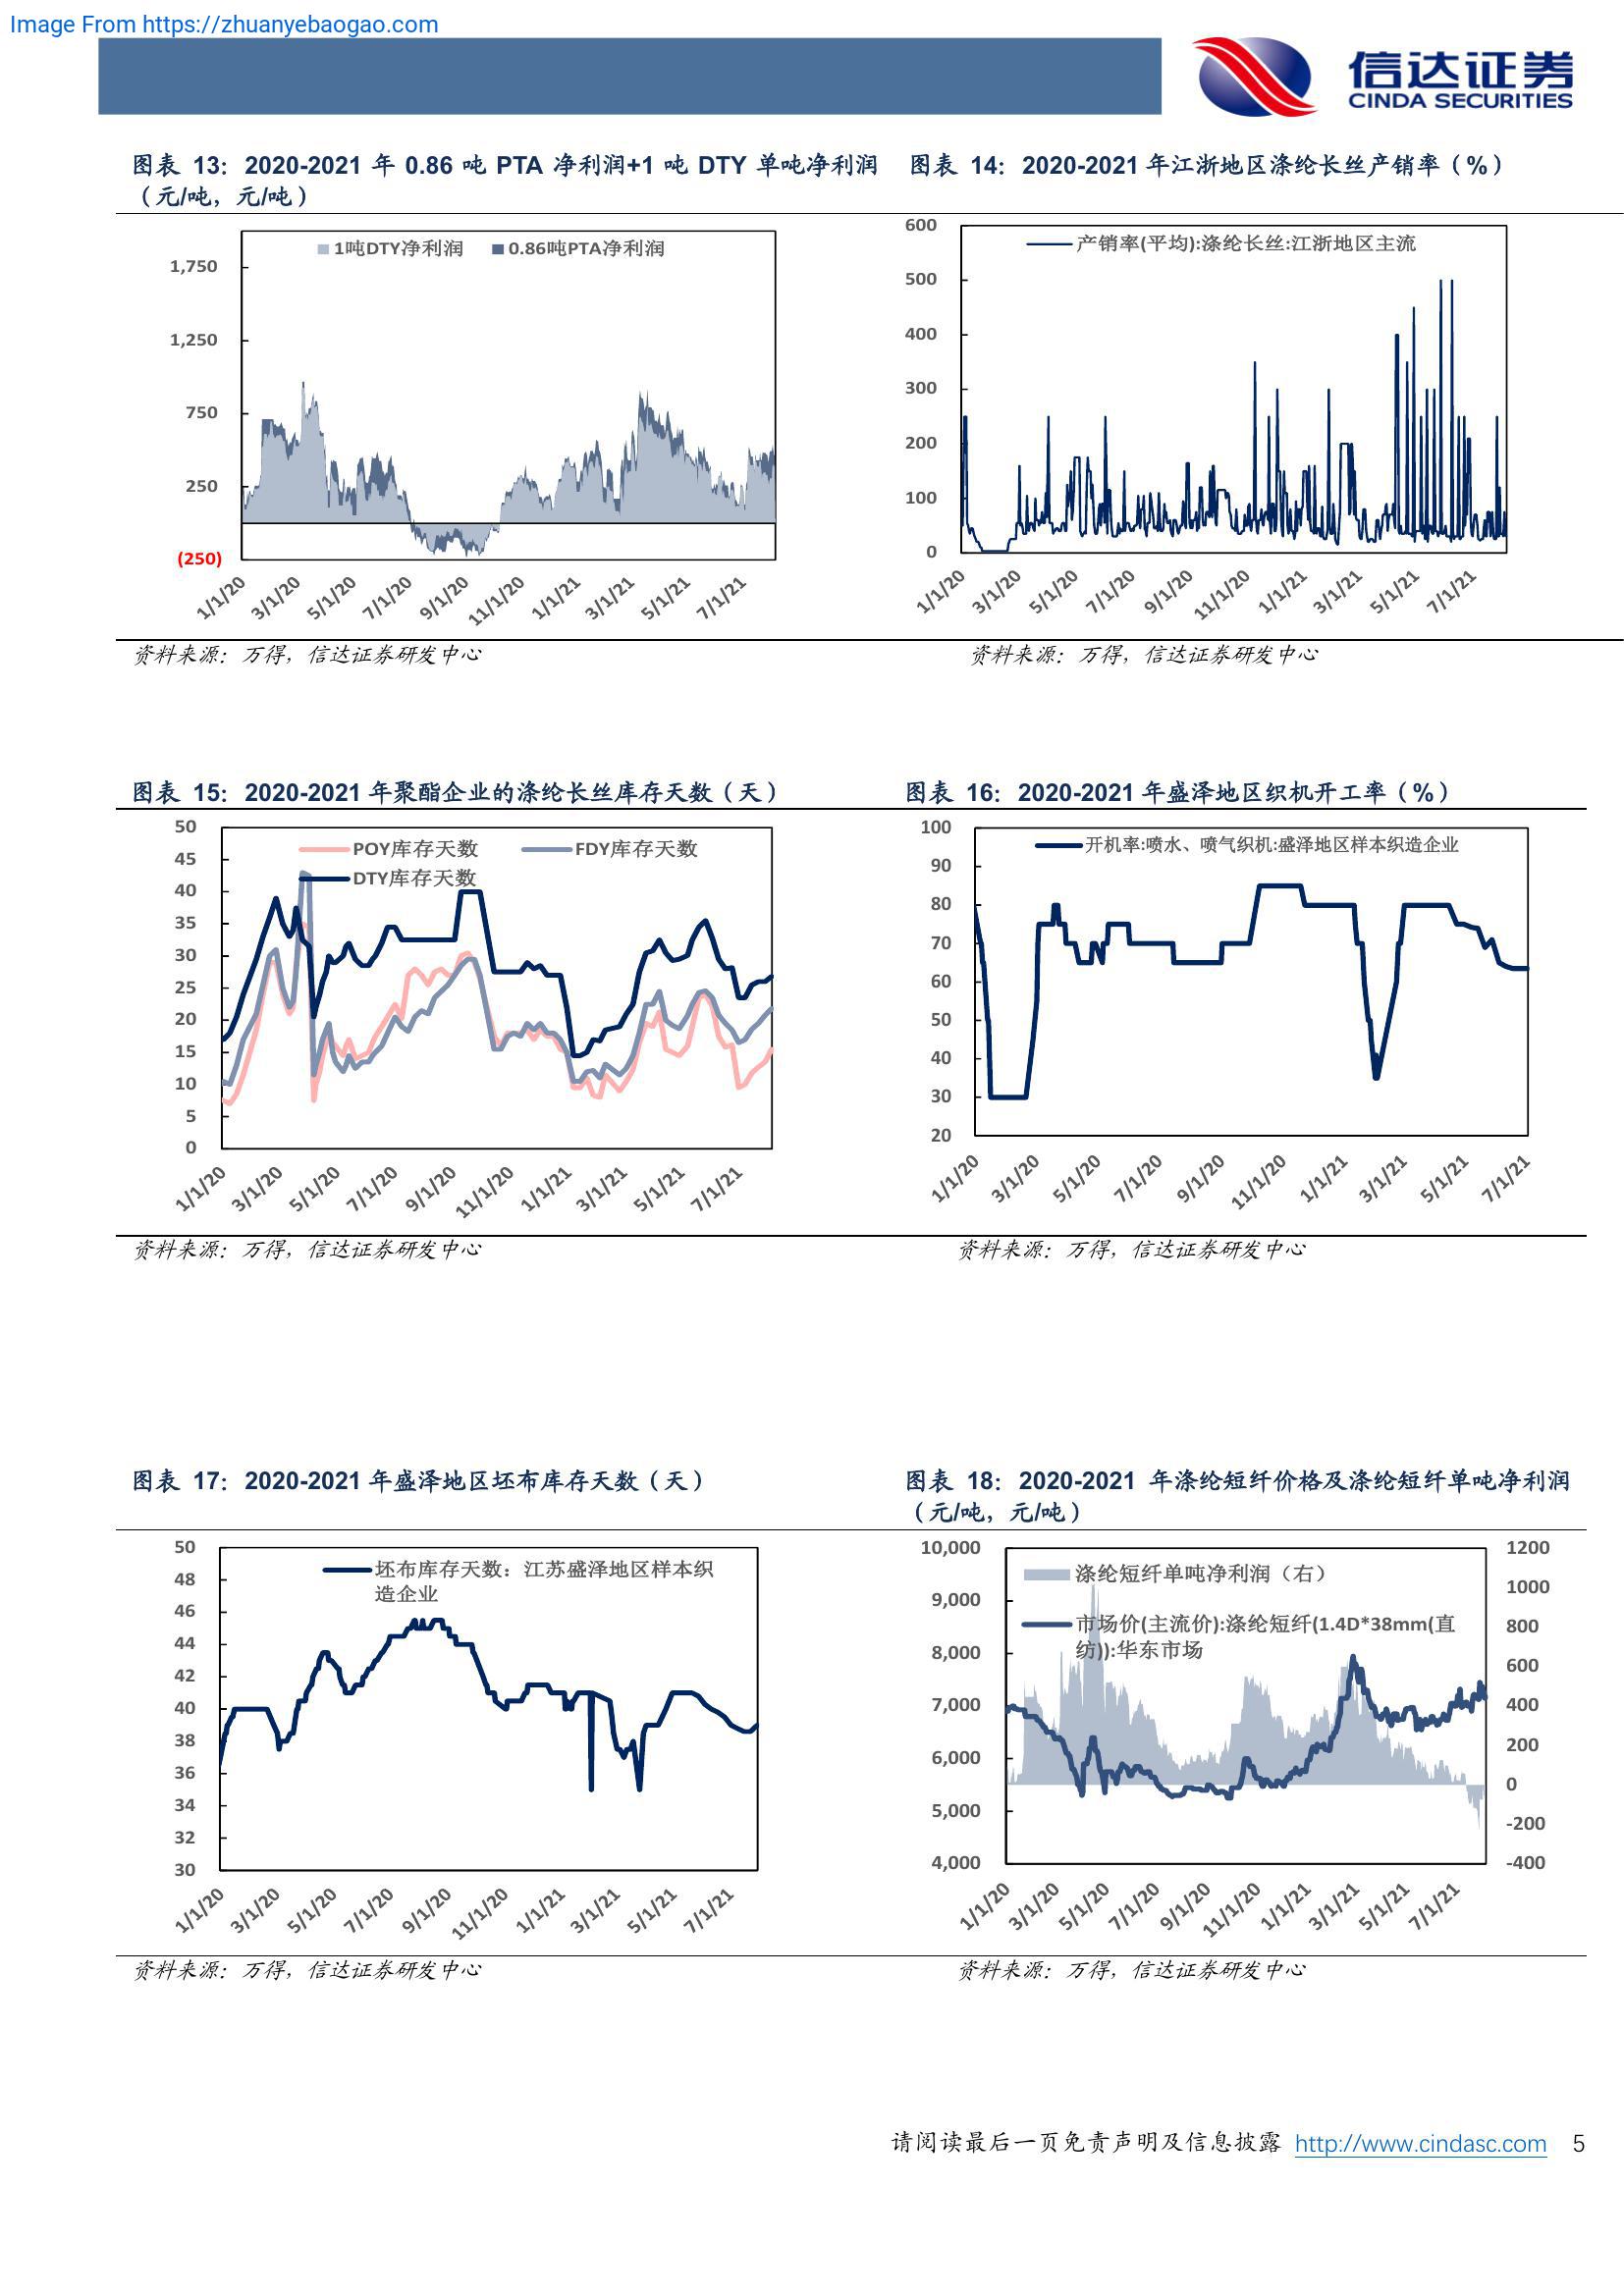 Image From https://zhuanyebaogao.com
信达证券
CINDA SECURITIES
图表 13：2020-2021 年 0.86 吨 PTA 净利润+1 吨 DTY 单吨净利润
（元/吨，元/吨）
1吨DTY净利润 0.86吨PTA净利润
1,750
1,250
750
250
(250)
1/1/20 3/1/20 5/1/20 7/1/20 9/1/20 11/1/20 1/1/21 3/1/21 5/1/21 7/1/21
资料来源：万得，信达证券研发中心
图表 14：2020-2021 年江浙地区涤纶长丝产销率（%）
产销率(平均):涤纶长丝:江浙地区主流
600
500
400
300
200
100
0
1/1/20 3/1/20 5/1/20 7/1/20 9/1/20 11/1/20 1/1/21 3/1/21 5/1/21 7/1/21
资料来源：万得，信达证券研发中心
图表 15：2020-2021 年聚酯企业的涤纶长丝库存天数（天）
POY库存天数 FDY库存天数
DTY库存天数
50
45
40
35
30
25
20
15
10
5
0
1/1/20 3/1/20 5/1/20 7/1/20 9/1/20 11/1/20 1/1/21 3/1/21 5/1/21 7/1/21
资料来源：万得，信达证券研发中心
图表 16：2020-2021 年盛泽地区织机开工率（%）
开机率:喷水、喷气织机:盛泽地区样本织造企业
100
90
80
70
60
50
40
30
20
1/1/20 3/1/20 5/1/20 7/1/20 9/1/20 11/1/20 1/1/21 3/1/21 5/1/21 7/1/21
资料来源：万得，信达证券研发中心
图表 17：2020-2021 年盛泽地区坯布库存天数（天）
坯布库存天数：江苏盛泽地区样本织
造企业
50
48
46
44
42
40
38
36
34
32
30
1/1/20 3/1/20 5/1/20 7/1/20 9/1/20 11/1/20 1/1/21 3/1/21 5/1/21 7/1/21
资料来源：万得，信达证券研发中心
图表 18：2020-2021 年涤纶短纤价格及涤纶短纤单吨净利润
（元/吨，元/吨）
涤纶短纤单吨净利润（右）
市场价(主流价):涤纶短纤(1.4D*38mm(直
纺)):华东市场
10,000
9,000
8,000
7,000
6,000
5,000
4,000
1200
1000
800
600
400
200
0
-200
-400
1/1/20 3/1/20 5/1/20 7/1/20 9/1/20 11/1/20 1/1/21 3/1/21 5/1/21 7/1/21
资料来源：万得，信达证券研发中心
请阅读最后一页免责声明及信息披露 http://www.cindasc.com 5